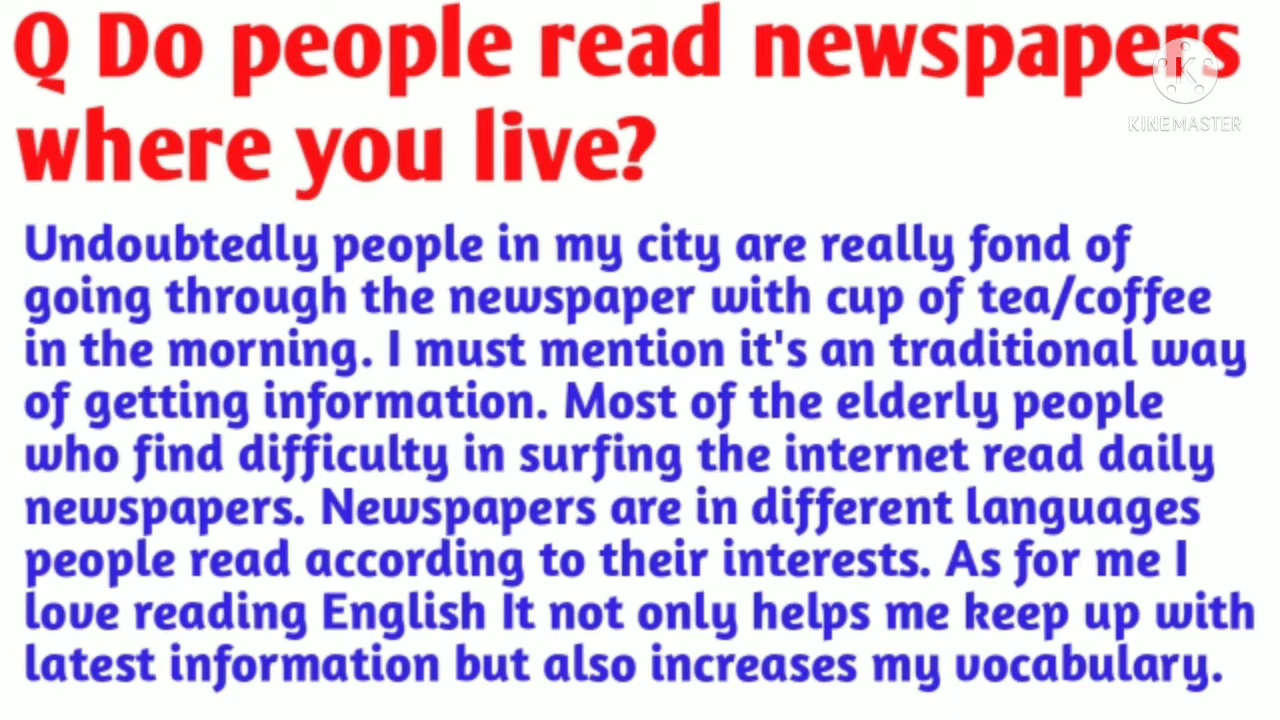 Q Do people read newspapers
where you live?
KINEMASTER
Undoubtedly people in my city are really fond of
going through the newspaper with cup of tea/coffee
in the morning. I must mention it's an traditional way
of getting information. Most of the elderly people
who find difficulty in surfing the internet read daily
newspapers. Newspapers are in different languages
people read according to their interests. As for me I
love reading English It not only helps me keep up with
latest information but also increases my vocabulary.